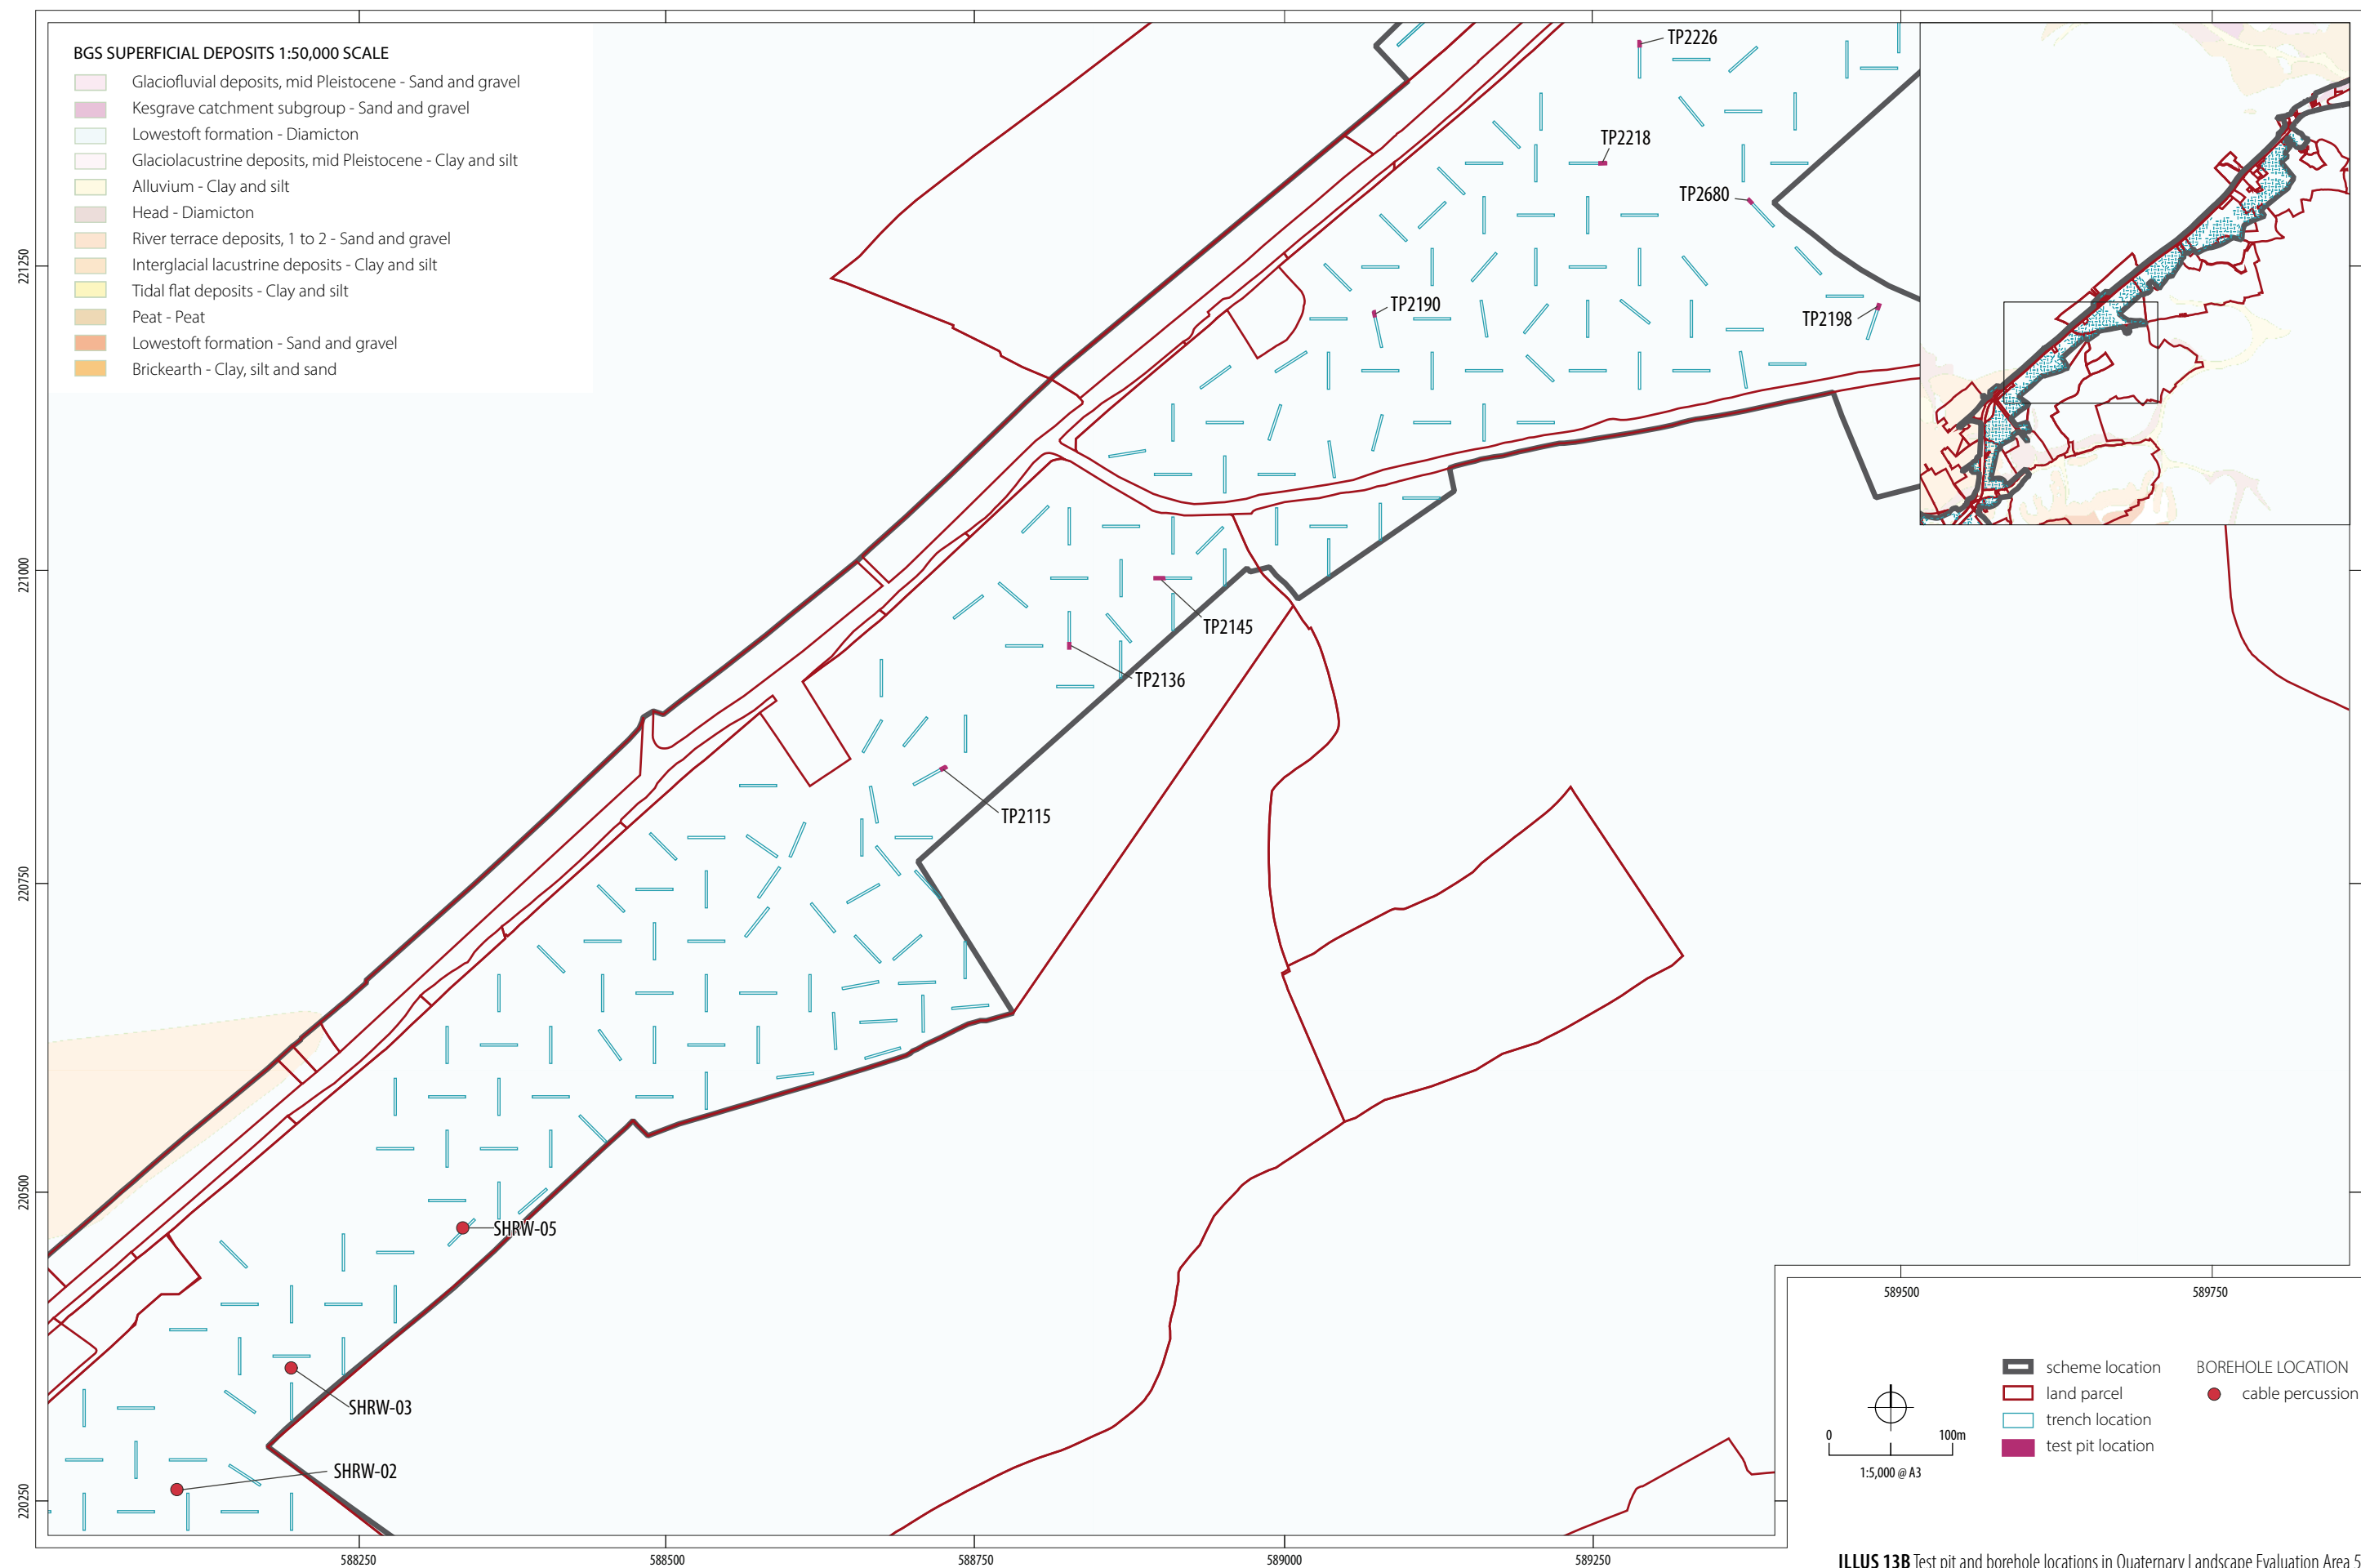 BGS SUPERFICIAL DEPOSITS 1:50,000 SCALE
Glaciofluvial deposits, mid Pleistocene - Sand and gravel
Kesgrave catchment subgroup - Sand and gravel
Lowestoft formation - Diamicton
Glaciolacustrine deposits, mid Pleistocene - Clay and silt
Alluvium - Clay and silt
Head - Diamicton
River terrace deposits, 1 to 2 - Sand and gravel
Interglacial lacustrine deposits - Clay and silt
Tidal flat deposits - Clay and silt
Peat - Peat
Lowestoft formation - Sand and gravel
Brickearth - Clay, silt and sand
TP2226
TP2218
TP2680
TP2190
TP2198
TP2145
TP2136
TP2115
SHRW-05
SHRW-03
SHRW-02
221250
221000
220750
220500
220250
588250
588500
588750
589000
589250
589500
589750
scheme location
land parcel
trench location
test pit location
BOREHOLE LOCATION
cable percussion
0 100m
1:5,000 @ A3
ILLUS 13B Test pit and borehole locations in Quaternary Landscape Evaluation Area 5